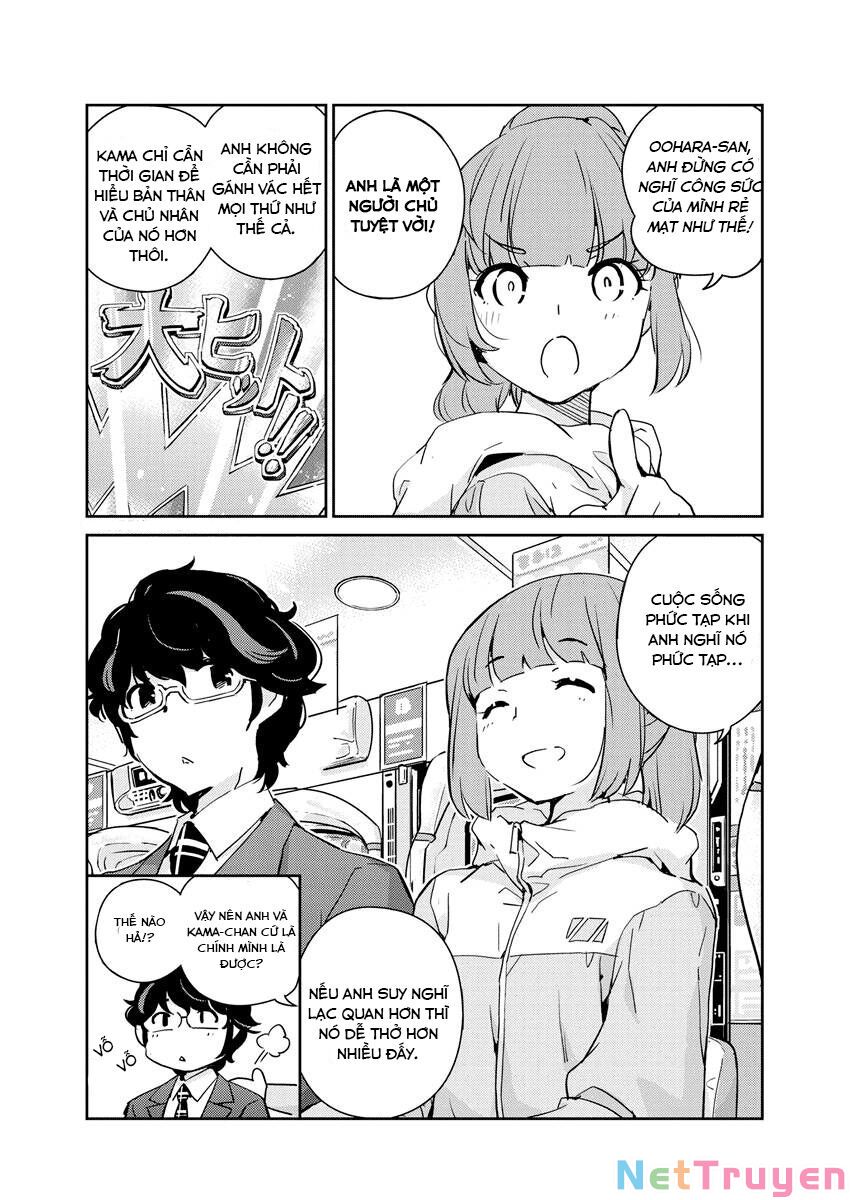 OOHARA-SAN,
ANH ĐỪNG CÓ
NGHĨ CÔNG SỨC
CỦA MÌNH RẺ
MẠT NHƯ THẾ!
ANH LÀ MỘT
NGƯỜI CHỦ
TUYỆT VỜI!
ANH KHÔNG
CẦN PHẢI
GÁNH VÁC HẾT
MỌI THỨ NHƯ
THẾ CẢ.
KAMA CHỈ CẦN
THỜI GIAN ĐỂ
HIỂU BẢN THÂN
VÀ CHỦ NHÂN
CỦA NÓ HƠN
THÔI.
大ヒット!!
CUỘC SỐNG
PHỨC TẠP KHI
ANH NGHĨ NÓ
PHỨC TẠP...
NẾU ANH SUY NGHĨ
LẠC QUAN HƠN THÌ
NÓ DỄ THỞ HƠN
NHIỀU ĐẤY.
VẬY NÊN ANH VÀ
KAMA-CHAN CỨ LÀ
CHÍNH MÌNH LÀ
ĐƯỢC?
THẾ NÀO
HẢ!?
VỖ
VỖ
NetTruyen